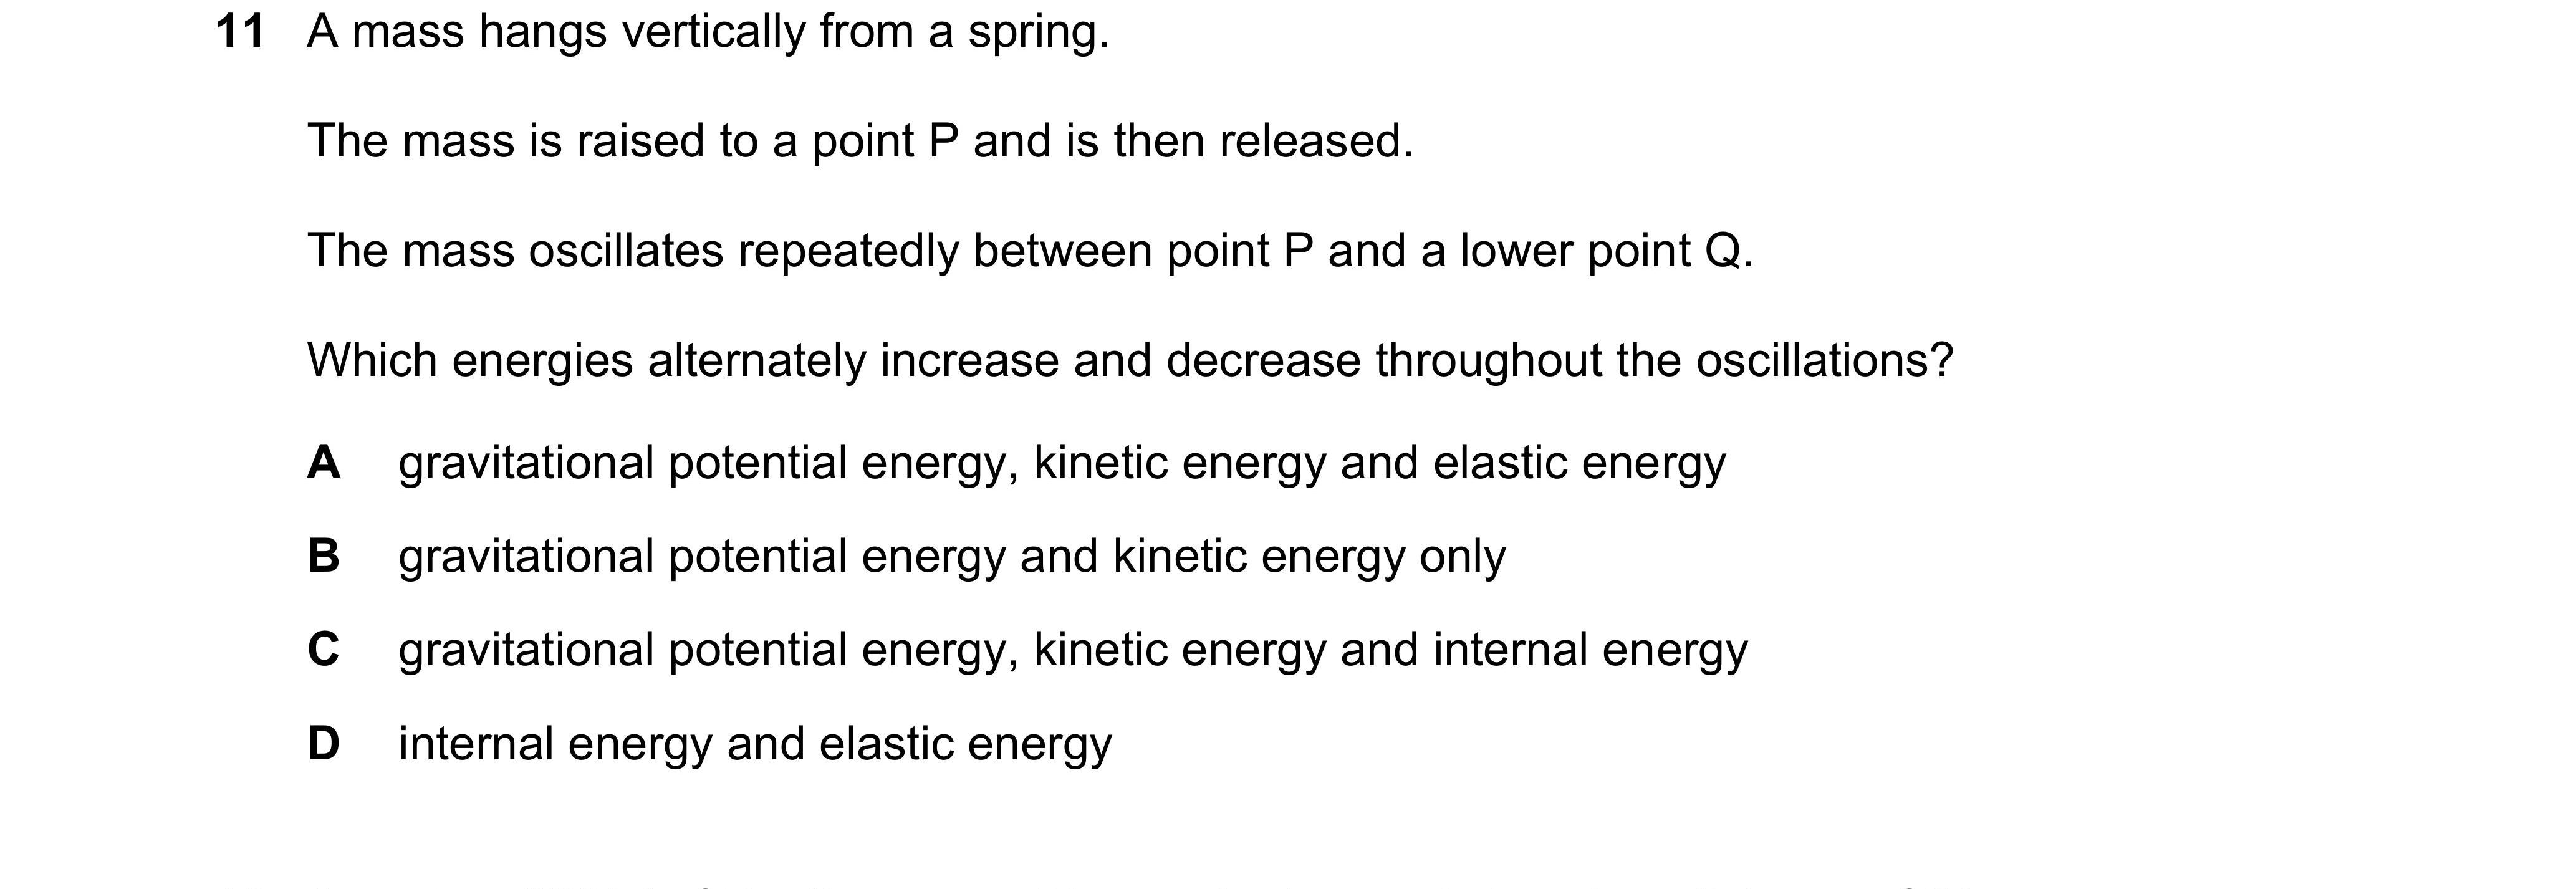 11 A mass hangs vertically from a spring.
The mass is raised to a point P and is then released.
The mass oscillates repeatedly between point P and a lower point Q.
Which energies alternately increase and decrease throughout the oscillations?
A gravitational potential energy, kinetic energy and elastic energy
B gravitational potential energy and kinetic energy only
C gravitational potential energy, kinetic energy and internal energy
D internal energy and elastic energy